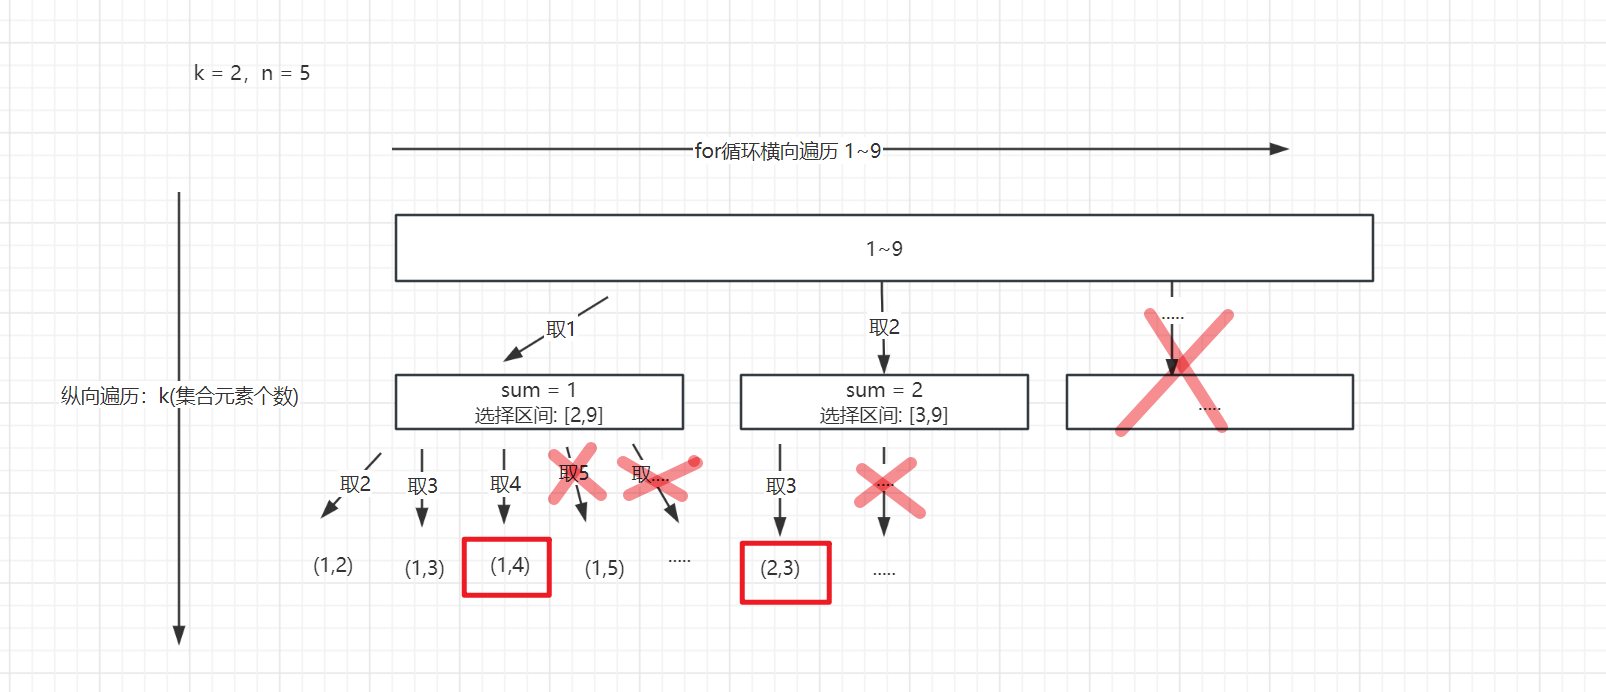 k = 2，n = 5
for循环横向遍历 1~9
1~9
取1
取2
.....
纵向遍历：k(集合元素个数)
sum = 1
选择区间: [2,9]
sum = 2
选择区间: [3,9]
.....
取2
取3
取4
取5
取....
取3
....
(1,2)
(1,3)
(1,4)
(1,5)
.....
(2,3)
.....